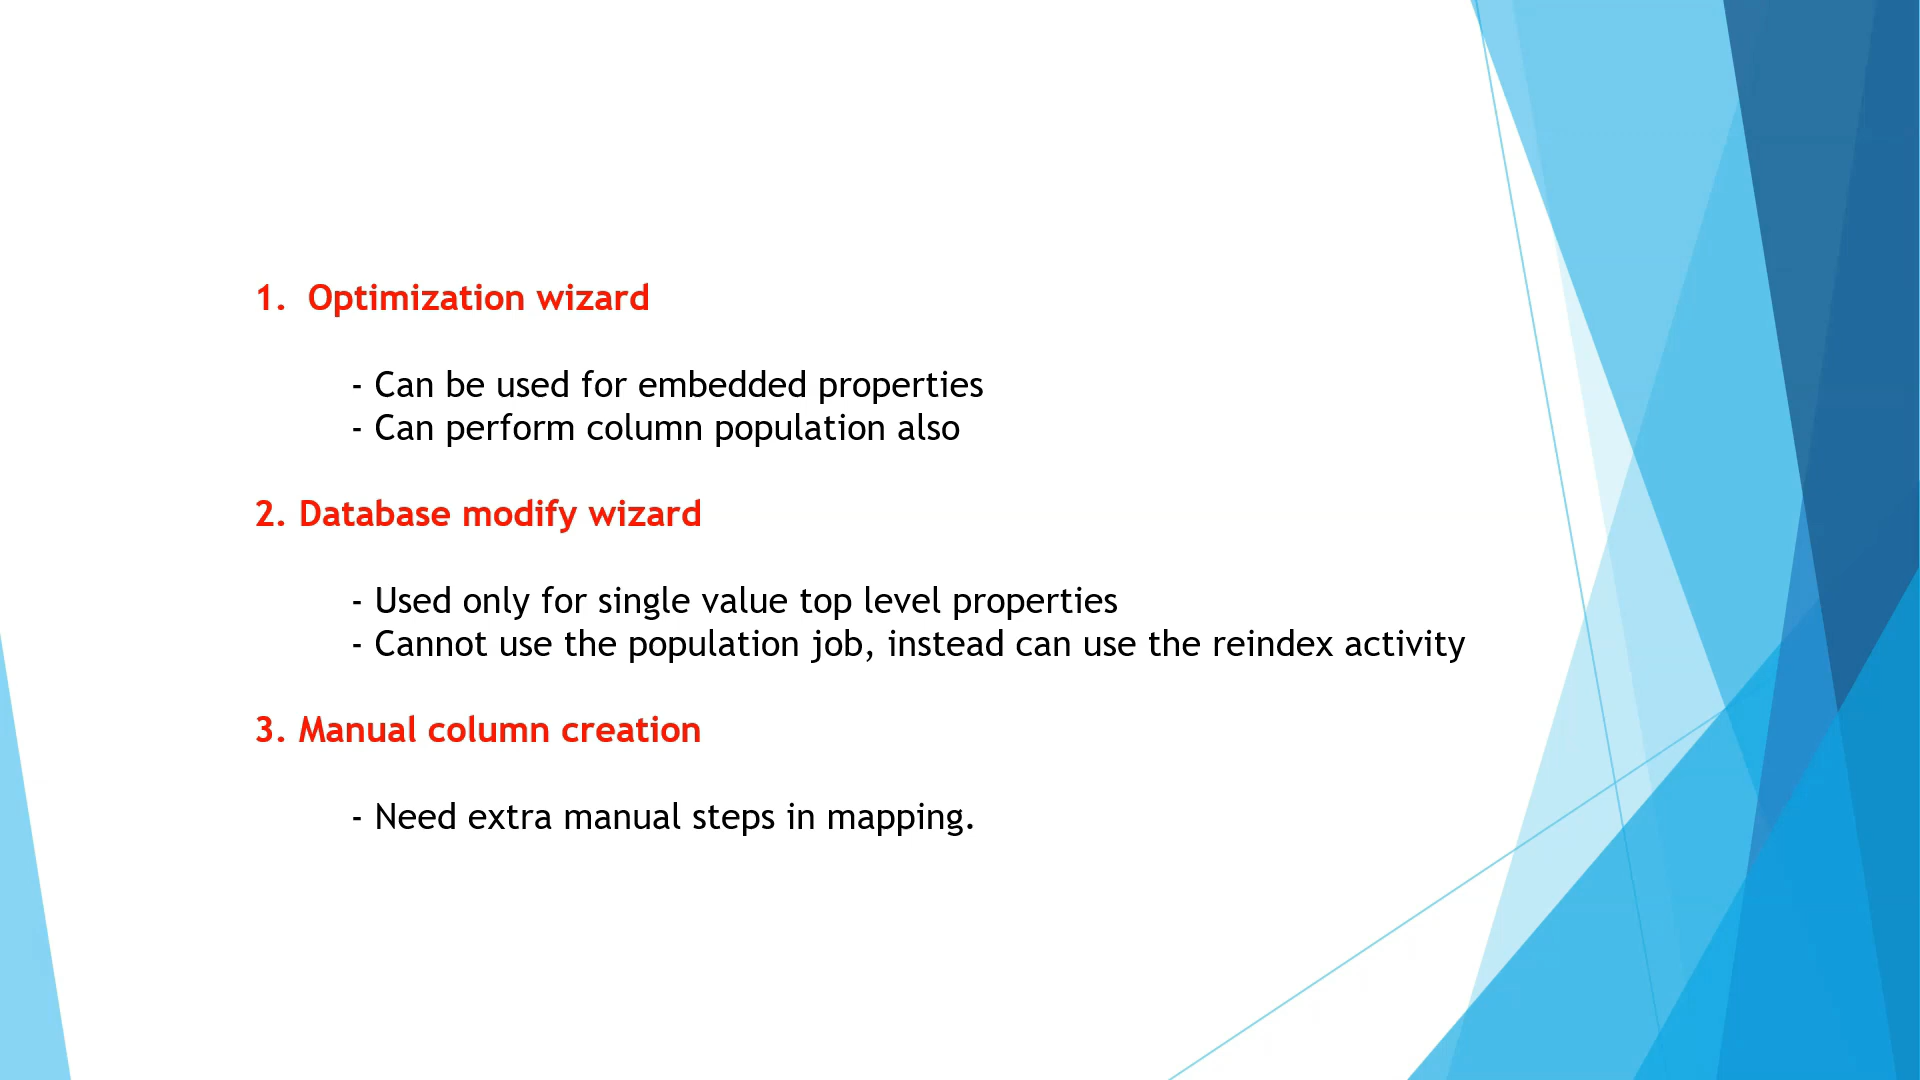 1. Optimization wizard
- Can be used for embedded properties
- Can perform column population also
2. Database modify wizard
- Used only for single value top level properties
- Cannot use the population job, instead can use the reindex activity
3. Manual column creation
- Need extra manual steps in mapping.